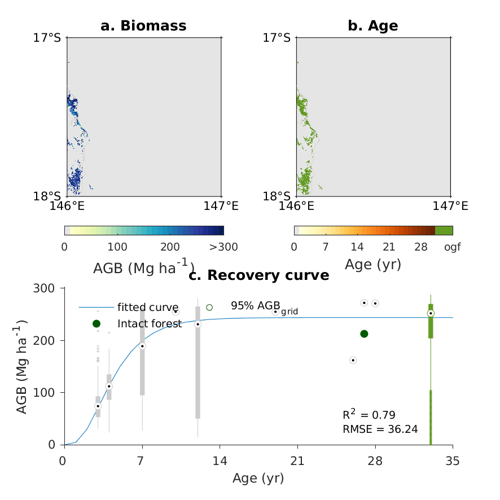 a. Biomass
b. Age
17°S
17°S
18°S
18°S
146°E 147°E
146°E 147°E
0 100 200 >300
0 7 14 21 28 ogf
AGB (Mg ha⁻¹)
Age (yr)
c. Recovery curve
300
200
100
0
AGB (Mg ha⁻¹)
fitted curve
95% AGB_grid
Intact forest
R² = 0.79
RMSE = 36.24
0 7 14 21 28 35
Age (yr)